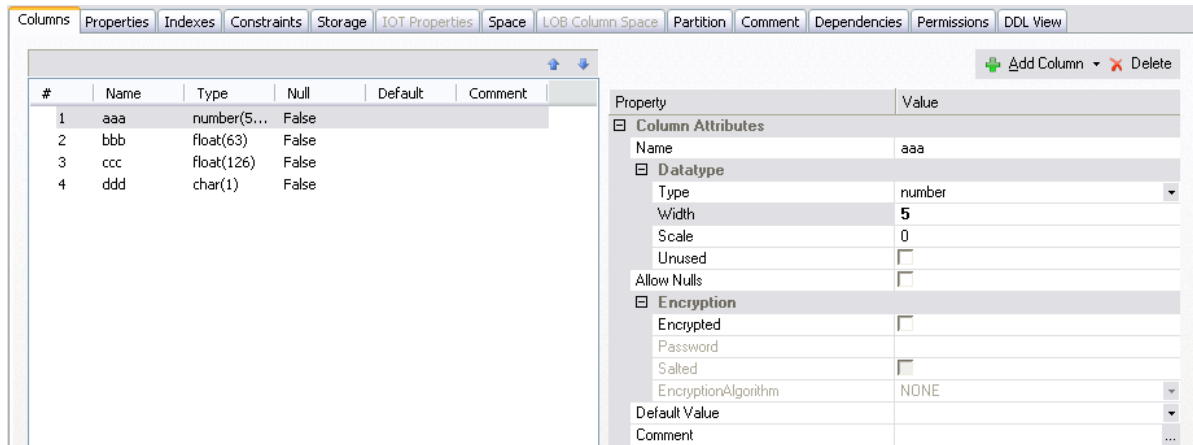 Columns Properties Indexes Constraints Storage IOT Properties Space LOB Column Space Partition Comment Dependencies Permissions DDL View
Add Column Delete
# Name Type Null Default Comment
1 aaa number(5... False
2 bbb float(63) False
3 ccc float(126) False
4 ddd char(1) False
Property Value
Column Attributes
Name aaa
Datatype
Type number
Width 5
Scale 0
Unused
Allow Nulls
Encryption
Encrypted
Password
Salted
EncryptionAlgorithm NONE
Default Value
Comment ...